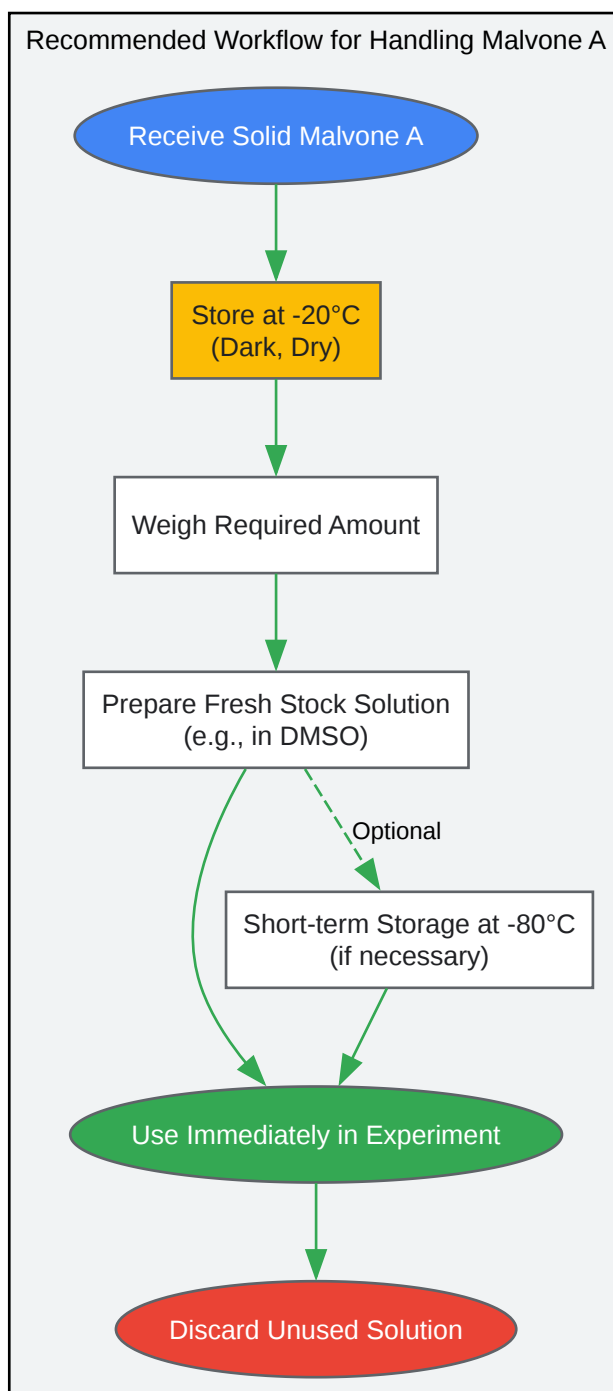 Recommended Workflow for Handling Malvone A
Receive Solid Malvone A
Store at -20°C
(Dark, Dry)
Weigh Required Amount
Prepare Fresh Stock Solution
(e.g., in DMSO)
Optional
Short-term Storage at -80°C
(if necessary)
Use Immediately in Experiment
Discard Unused Solution